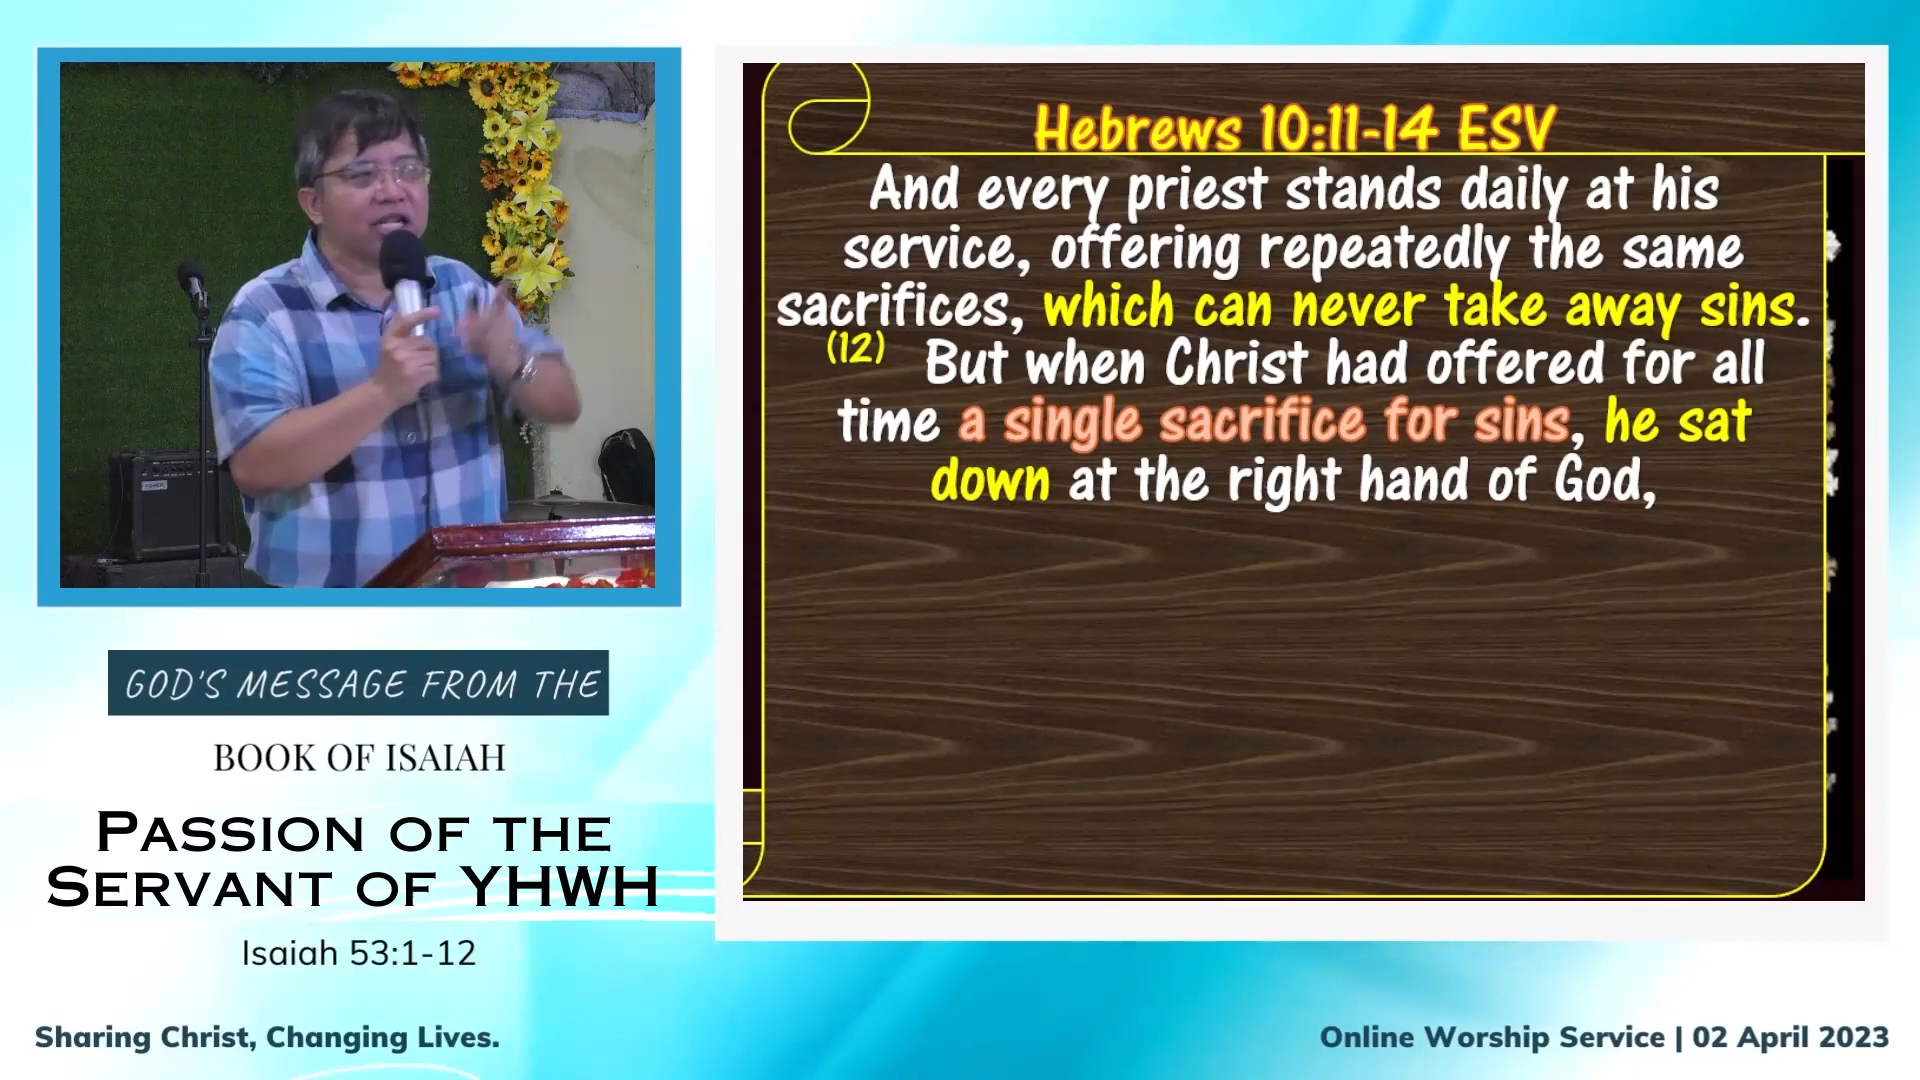 GOD'S MESSAGE FROM THE
BOOK OF ISAIAH
PASSION OF THE
SERVANT OF YHWH
Isaiah 53:1-12
Sharing Christ, Changing Lives.
Hebrews 10:11-14 ESV
And every priest stands daily at his
service, offering repeatedly the same
sacrifices, which can never take away sins.
(12) But when Christ had offered for all
time a single sacrifice for sins, he sat
down at the right hand of God,
Online Worship Service | 02 April 2023